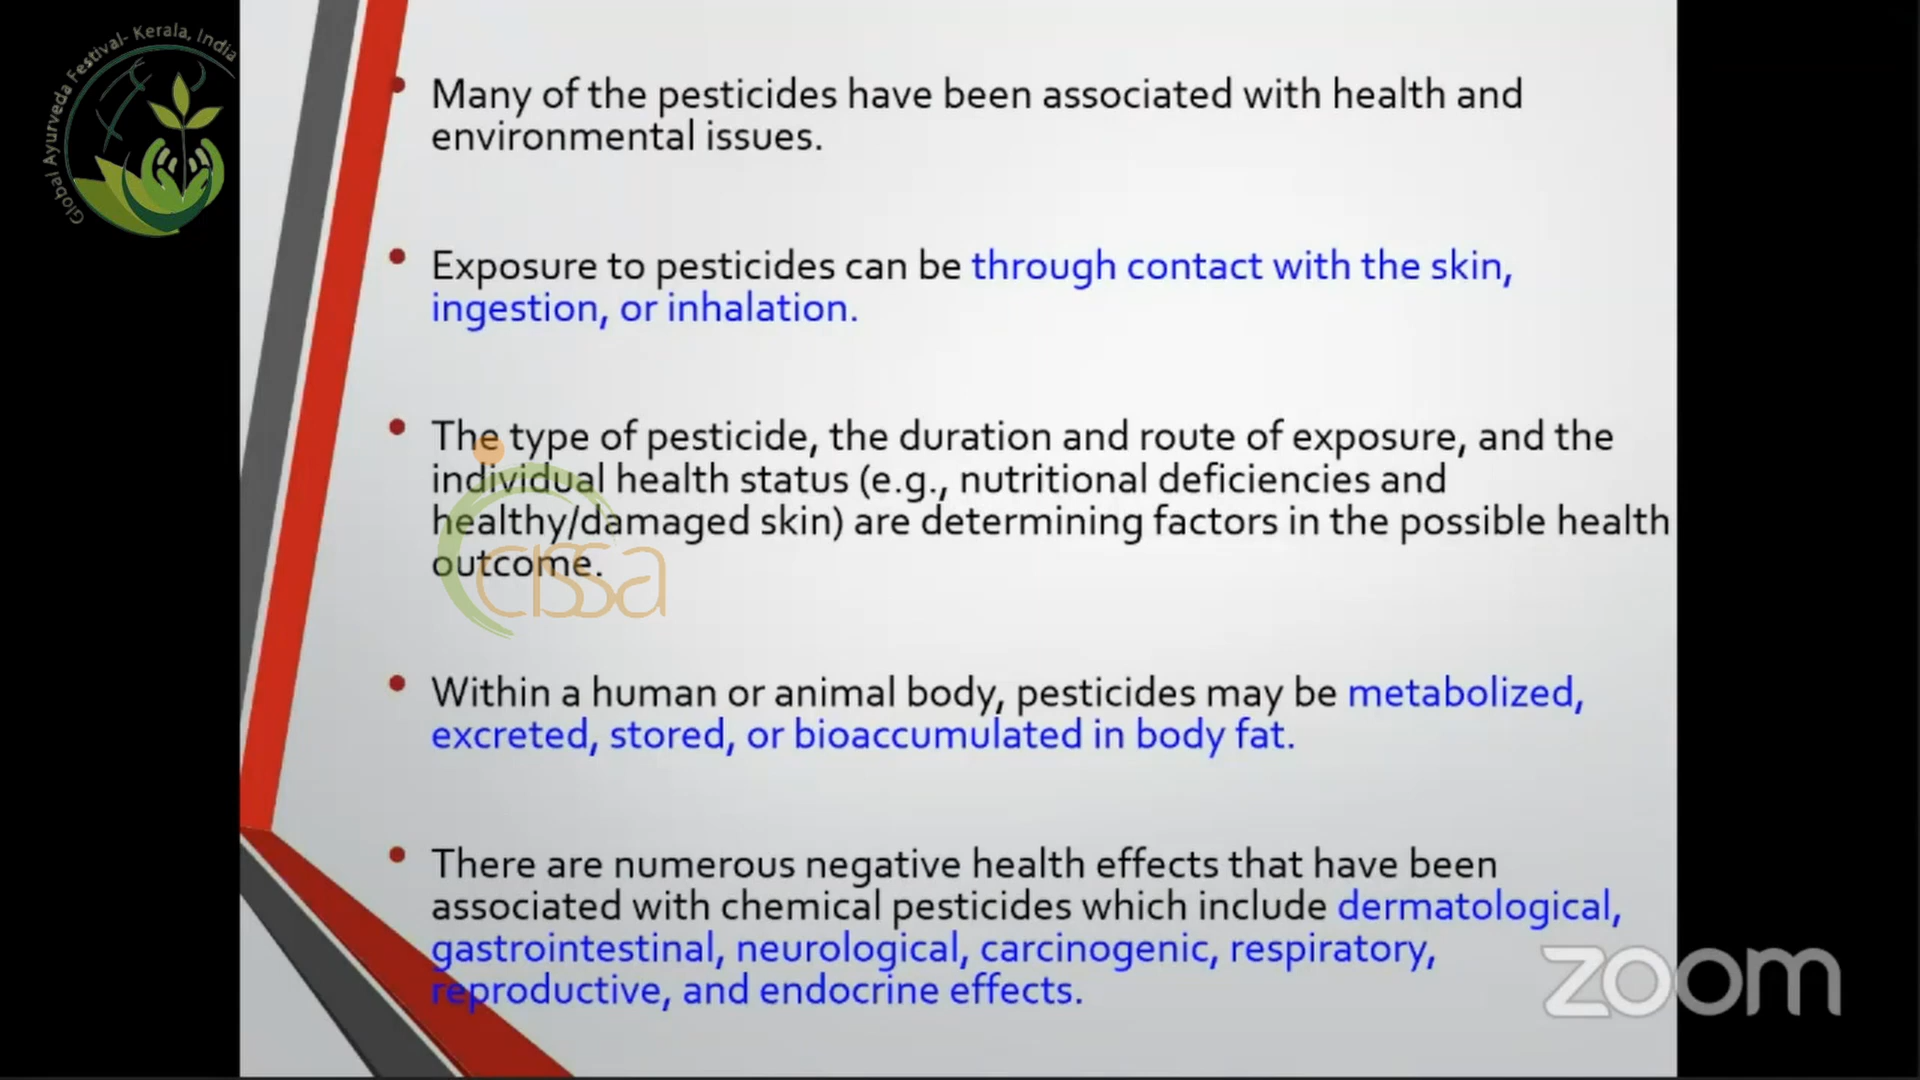 Global Ayurveda Festival- Kerala, India
• Many of the pesticides have been associated with health and
environmental issues.
• Exposure to pesticides can be through contact with the skin,
ingestion, or inhalation.
• The type of pesticide, the duration and route of exposure, and the
individual health status (e.g., nutritional deficiencies and
healthy/damaged skin) are determining factors in the possible health
outcome.
cissa
• Within a human or animal body, pesticides may be metabolized,
excreted, stored, or bioaccumulated in body fat.
• There are numerous negative health effects that have been
associated with chemical pesticides which include dermatological,
gastrointestinal, neurological, carcinogenic, respiratory,
reproductive, and endocrine effects.
zoom